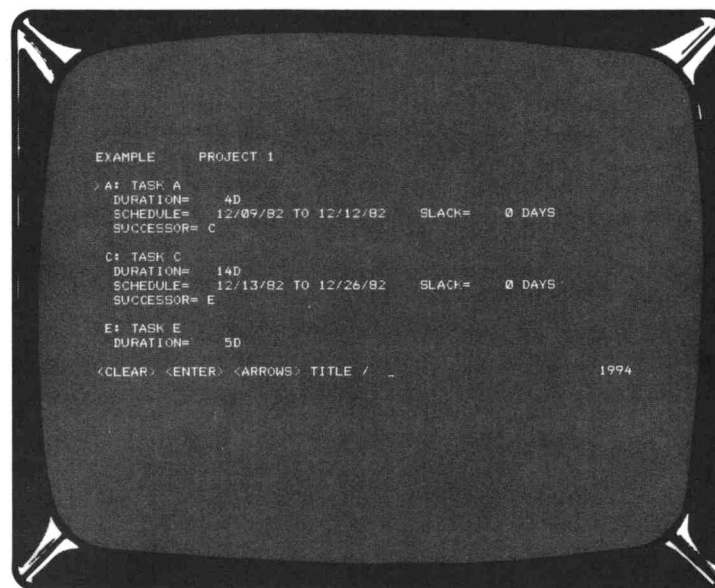 EXAMPLE PROJECT 1
> A: TASK A
DURATION= 4D
SCHEDULE= 12/09/82 TO 12/12/82 SLACK= 0 DAYS
SUCCESSOR= C
C: TASK C
DURATION= 14D
SCHEDULE= 12/13/82 TO 12/26/82 SLACK= 0 DAYS
SUCCESSOR= E
E: TASK E
DURATION= 5D
<CLEAR> <ENTER> <ARROWS> TITLE / _ 1994